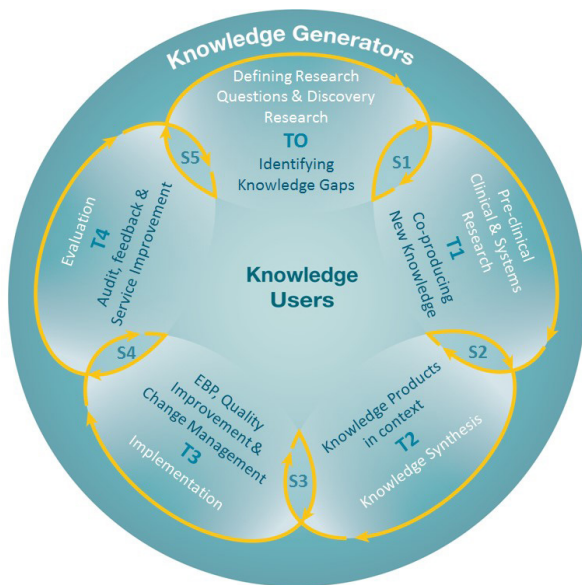 Knowledge Generators
Defining Research
Questions & Discovery
Research
TO
Identifying
Knowledge Gaps
S1
Pre-clinical
Clinical & Systems
Research
T1
Co-producing
New Knowledge
S2
Knowledge Products
in context
T2
Knowledge Synthesis
S3
EBP, Quality
Improvement &
Change Management
T3
Implementation
S4
Evaluation
T4
Audit, feedback &
Service Improvement
S5
Knowledge
Users